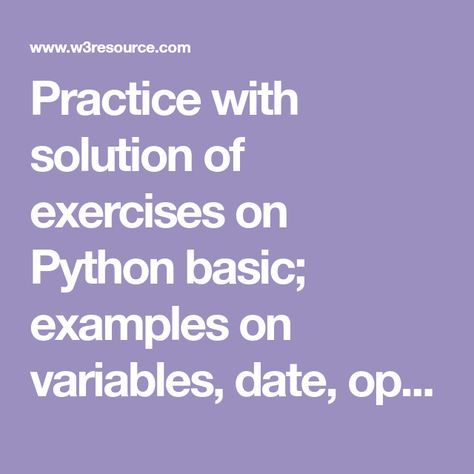 www.w3resource.com
Practice with
solution of
exercises on
Python basic;
examples on
variables, date, op...